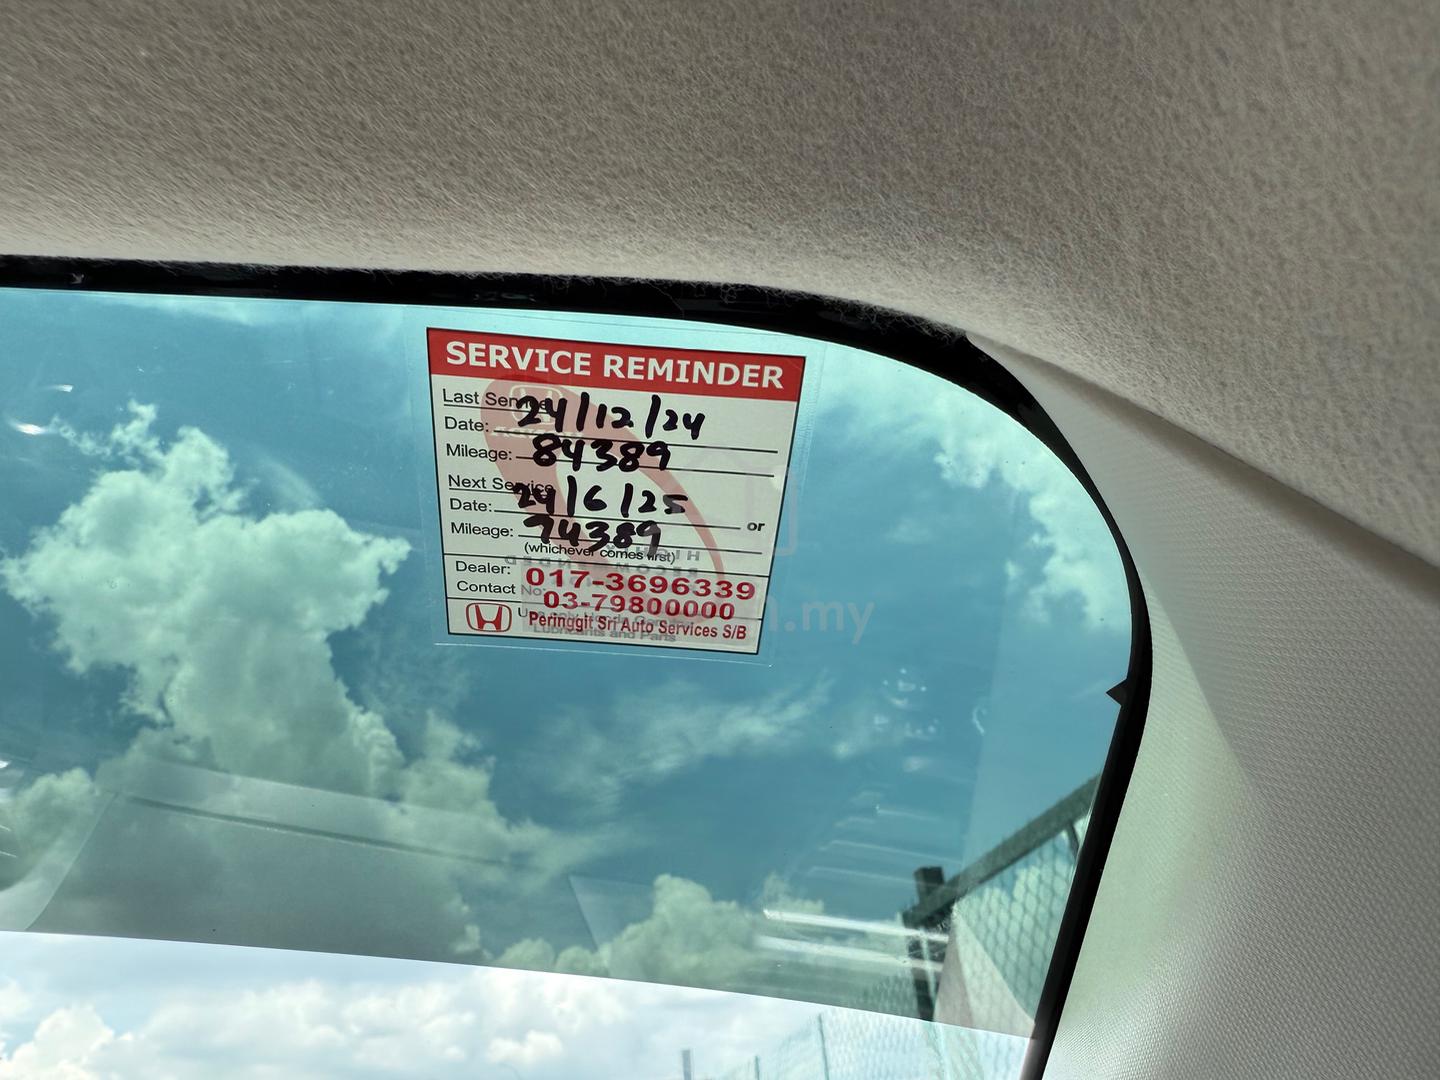 SERVICE REMINDER
Last Service
Date: 24/12/24
Mileage: 84389
Next Service
Date: 24/6/25 or
Mileage: 94389
(whichever comes first)
Dealer: 017-3696339
Contact No: 03-79800000
Peringgit Sri Auto Services S/B
.my